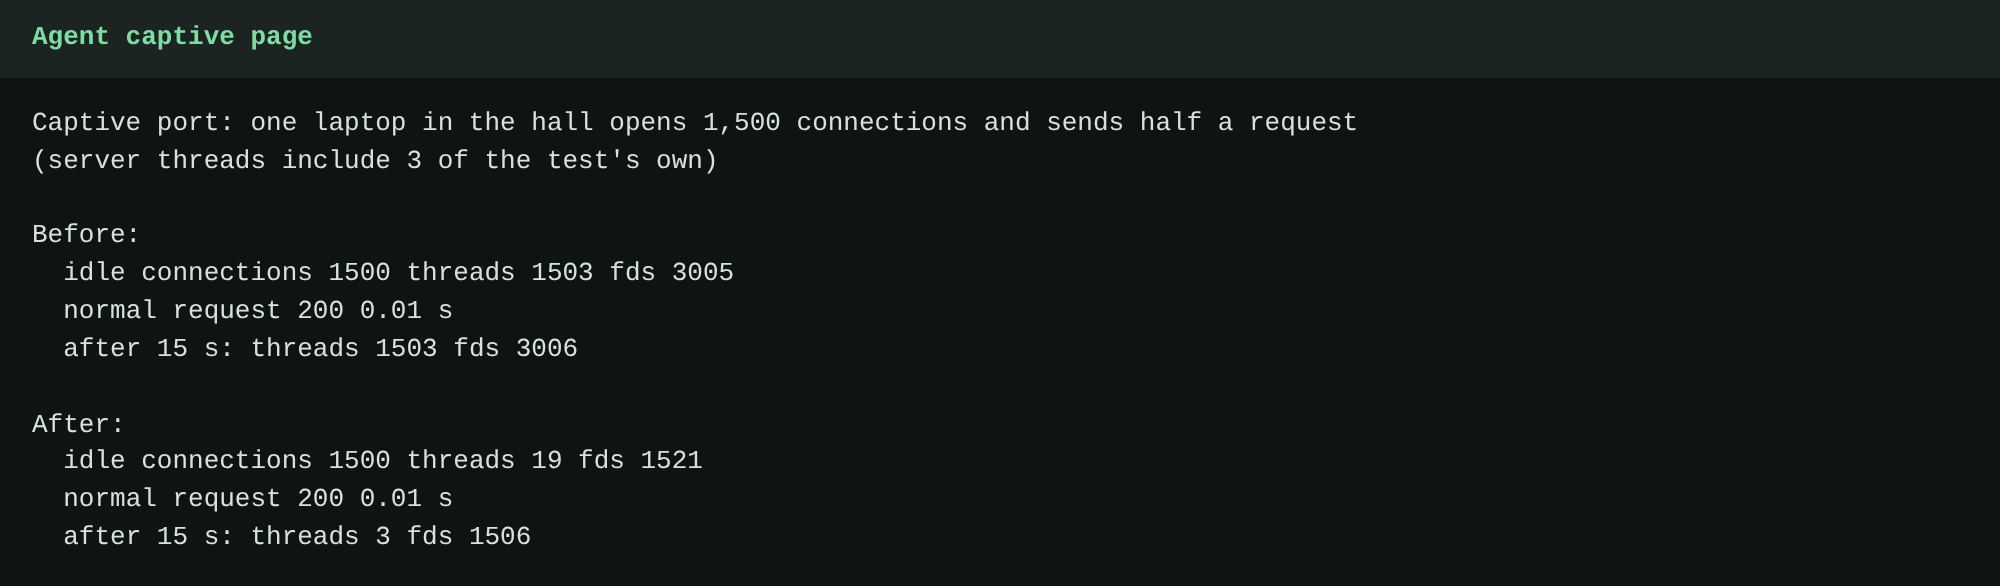 Agent captive page
Captive port: one laptop in the hall opens 1,500 connections and sends half a request
(server threads include 3 of the test's own)
Before:
idle connections 1500 threads 1503 fds 3005
normal request 200 0.01 s
after 15 s: threads 1503 fds 3006
After:
idle connections 1500 threads 19 fds 1521
normal request 200 0.01 s
after 15 s: threads 3 fds 1506